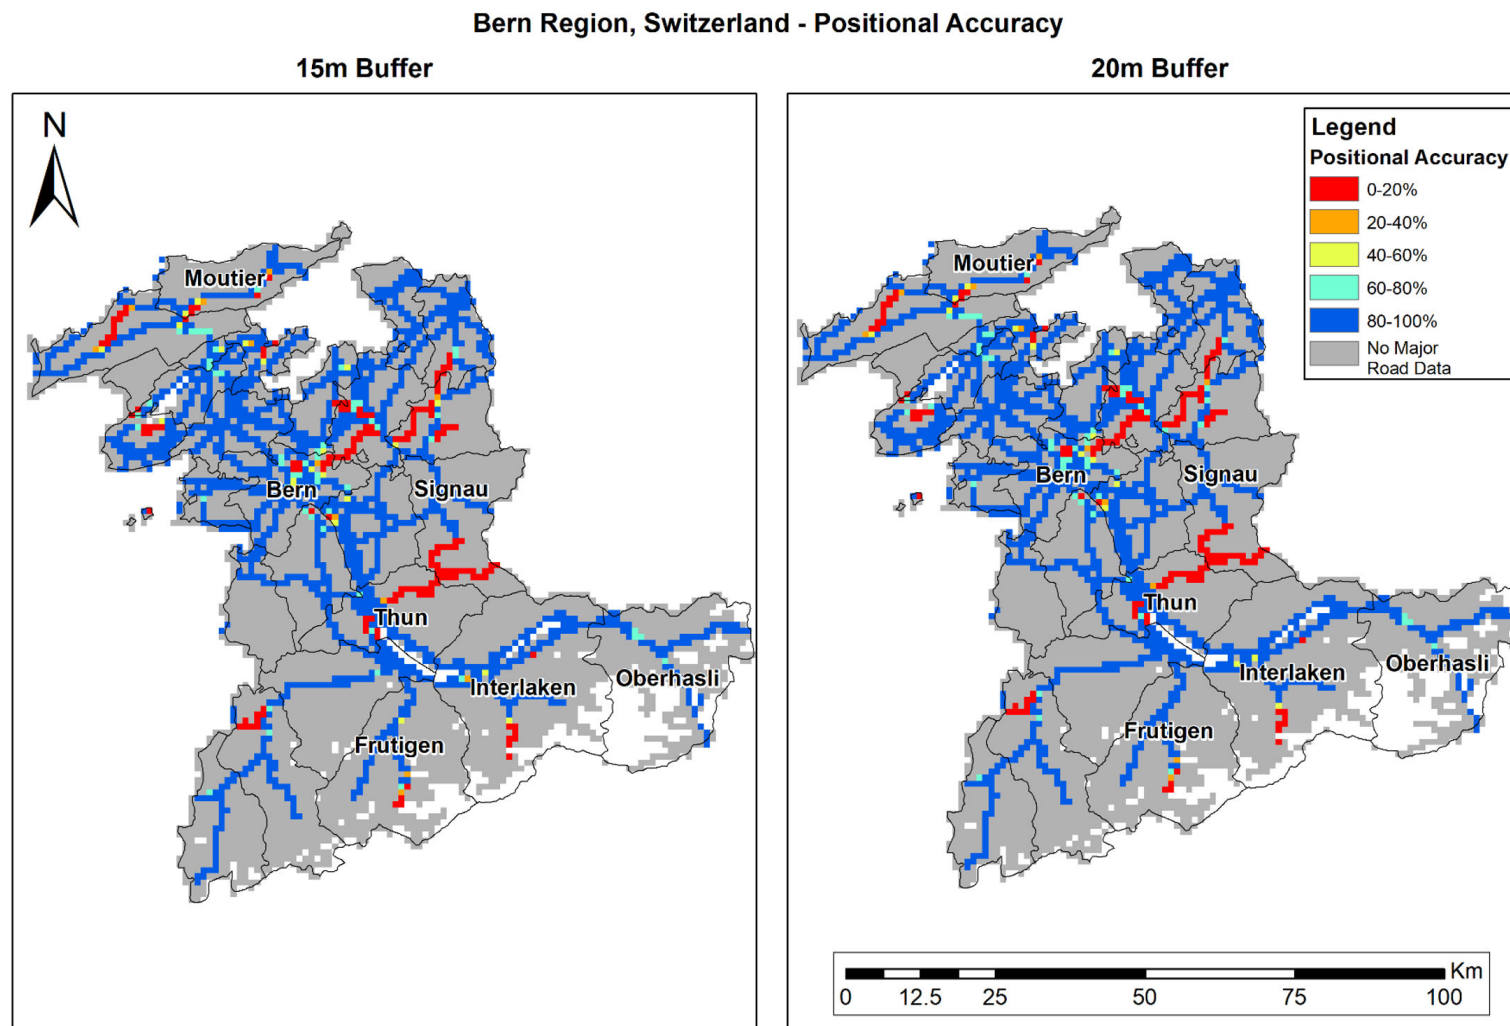 Bern Region, Switzerland - Positional Accuracy
15m Buffer
N
Moutier
Bern
Signau
Thun
Interlaken
Oberhasli
Frutigen
20m Buffer
Legend
Positional Accuracy
0-20%
20-40%
40-60%
60-80%
80-100%
No Major
Road Data
Moutier
Bern
Signau
Thun
Interlaken
Oberhasli
Frutigen
Km
0 12.5 25 50 75 100